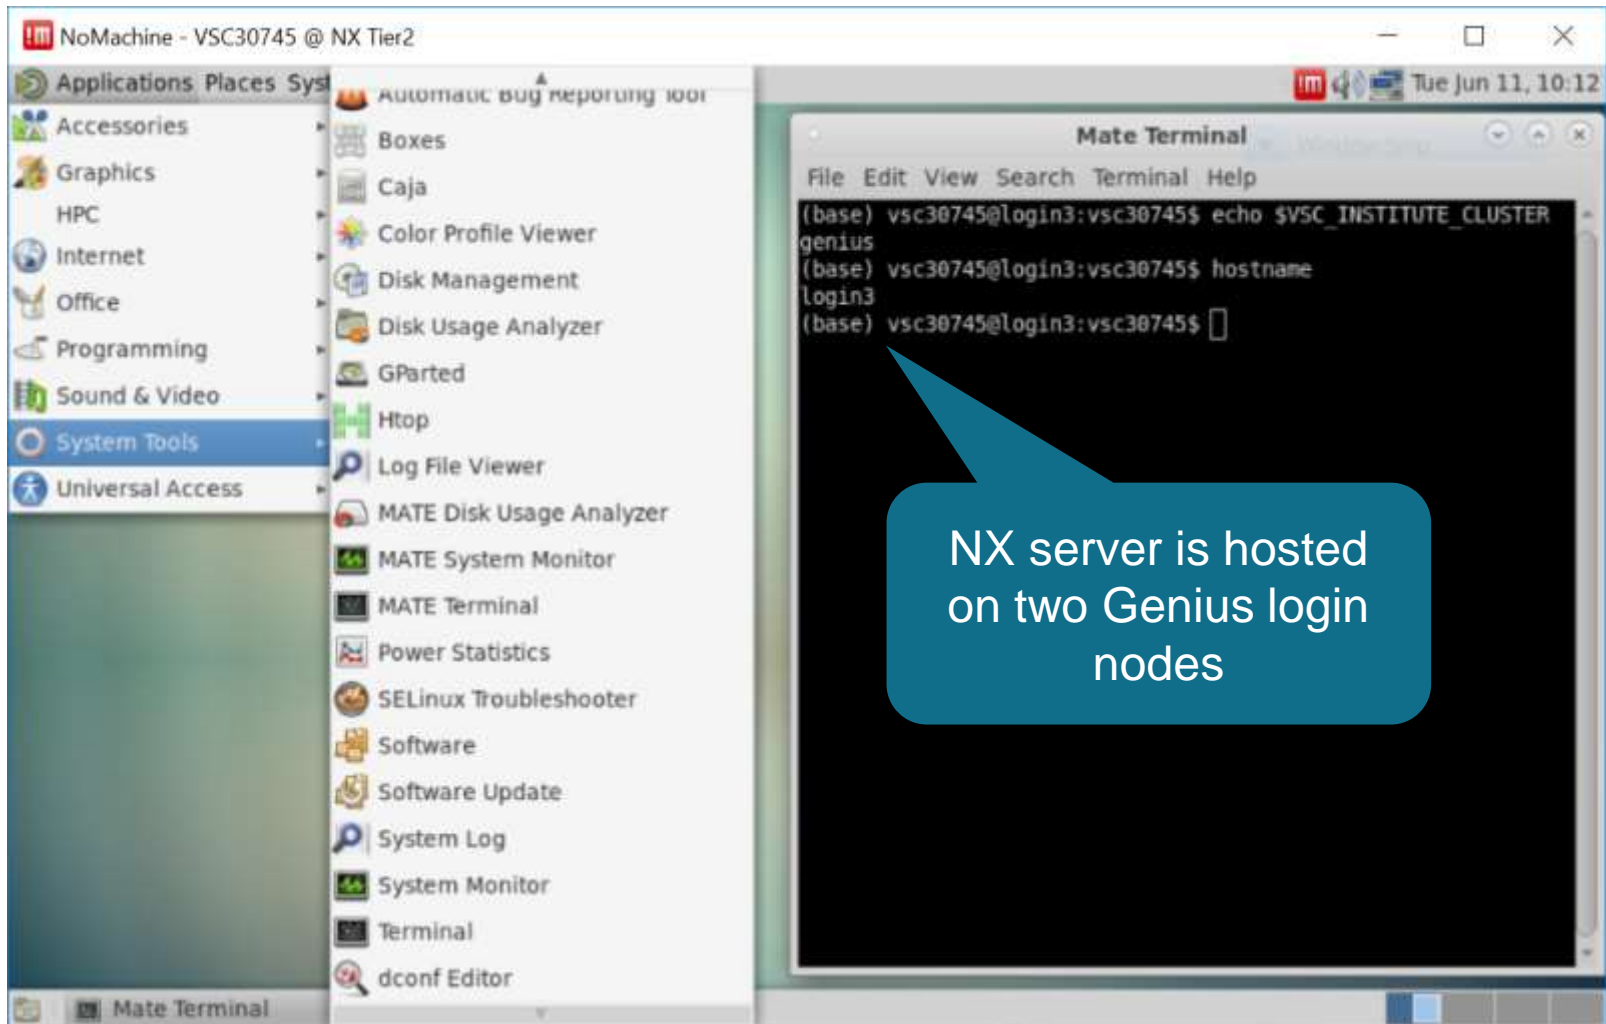 NoMachine - VSC30745 @ NX Tier2
Applications Places Syst
Tue Jun 11, 10:12
Accessories
Graphics
HPC
Internet
Office
Programming
Sound & Video
System Tools
Universal Access
Automatic Bug Reporting Tool
Boxes
Caja
Color Profile Viewer
Disk Management
Disk Usage Analyzer
GParted
Htop
Log File Viewer
MATE Disk Usage Analyzer
MATE System Monitor
MATE Terminal
Power Statistics
SELinux Troubleshooter
Software
Software Update
System Log
System Monitor
Terminal
dconf Editor
Mate Terminal
File Edit View Search Terminal Help
(base) vsc30745@login3:vsc30745$ echo $VSC_INSTITUTE_CLUSTER
genius
(base) vsc30745@login3:vsc30745$ hostname
login3
(base) vsc30745@login3:vsc30745$
NX server is hosted
on two Genius login
nodes
Mate Terminal